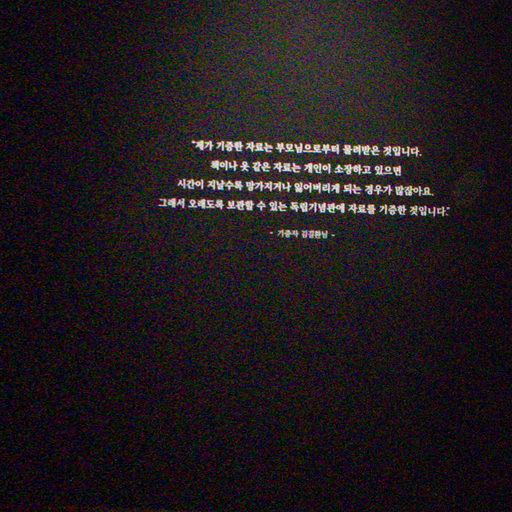 "제가 기증한 자료는 부모님으로부터 물려받은 것입니다.
책이나 옷 같은 자료는 개인이 소장하고 있으면
시간이 지날수록 망가지거나 잃어버리게 되는 경우가 많잖아요.
그래서 오래도록 보관할 수 있는 독립기념관에 자료를 기증한 것입니다."
- 기증자 -